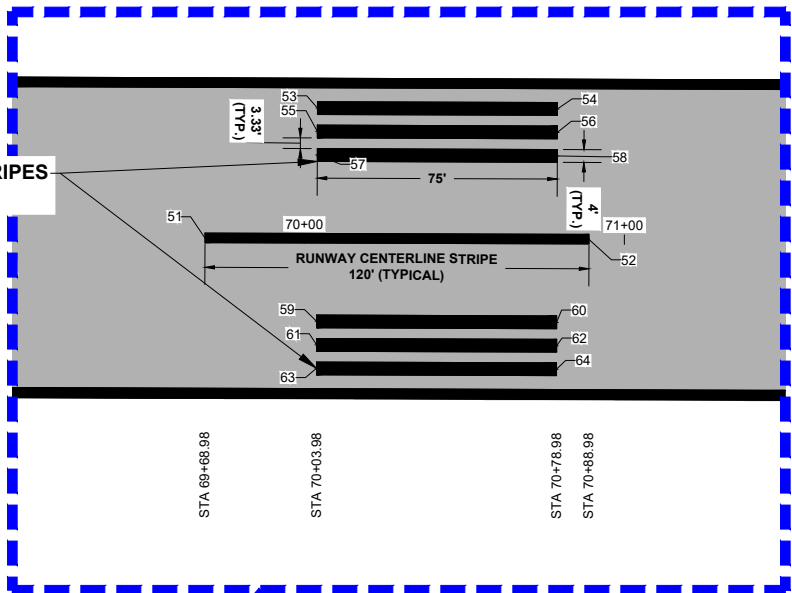 53
54
3.33'
(TYP.)
55
56
57
58
RIPES
75'
4'
(TYP.)
51
70+00
71+00
RUNWAY CENTERLINE STRIPE
120' (TYPICAL)
52
59
60
61
62
63
64
STA 69+68.98
STA 70+03.98
STA 70+78.98
STA 70+88.98